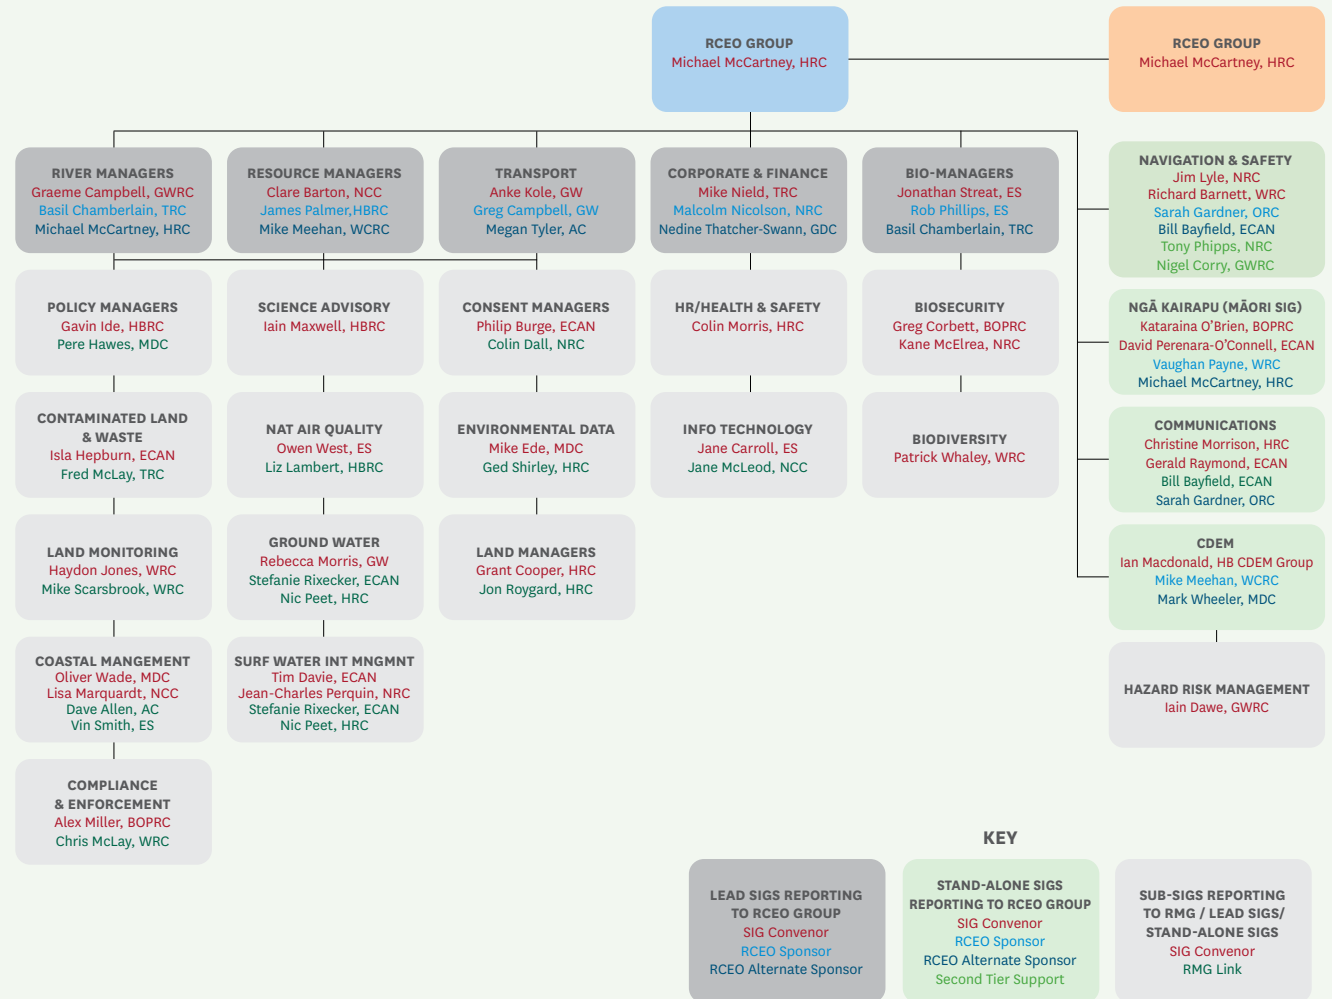 RCEO GROUP
Michael McCartney, HRC
RCEO GROUP
Michael McCartney, HRC
RIVER MANAGERS
Graeme Campbell, GWRC
Basil Chamberlain, TRC
Michael McCartney, HRC
RESOURCE MANAGERS
Clare Barton, NCC
James Palmer,HBRC
Mike Meehan, WCRC
TRANSPORT
Anke Kole, GW
Greg Campbell, GW
Megan Tyler, AC
CORPORATE & FINANCE
Mike Nield, TRC
Malcolm Nicolson, NRC
Nedine Thatcher-Swann, GDC
BIO-MANAGERS
Jonathan Streat, ES
Rob Phillips, ES
Basil Chamberlain, TRC
NAVIGATION & SAFETY
Jim Lyle, NRC
Richard Barnett, WRC
Sarah Gardner, ORC
Bill Bayfield, ECAN
Tony Phipps, NRC
Nigel Corry, GWRC
POLICY MANAGERS
Gavin Ide, HBRC
Pere Hawes, MDC
SCIENCE ADVISORY
Iain Maxwell, HBRC
CONSENT MANAGERS
Philip Burge, ECAN
Colin Dall, NRC
HR/HEALTH & SAFETY
Colin Morris, HRC
BIOSECURITY
Greg Corbett, BOPRC
Kane McElrea, NRC
NGĀ KAIRAPU (MĀORI SIG)
Kataraina O'Brien, BOPRC
David Perenara-O'Connell, ECAN
Vaughan Payne, WRC
Michael McCartney, HRC
CONTAMINATED LAND
& WASTE
Isla Hepburn, ECAN
Fred McLay, TRC
NAT AIR QUALITY
Owen West, ES
Liz Lambert, HBRC
ENVIRONMENTAL DATA
Mike Ede, MDC
Ged Shirley, HRC
INFO TECHNOLOGY
Jane Carroll, ES
Jane McLeod, NCC
BIODIVERSITY
Patrick Whaley, WRC
COMMUNICATIONS
Christine Morrison, HRC
Gerald Raymond, ECAN
Bill Bayfield, ECAN
Sarah Gardner, ORC
LAND MONITORING
Haydon Jones, WRC
Mike Scarsbrook, WRC
GROUND WATER
Rebecca Morris, GW
Stefanie Rixecker, ECAN
Nic Peet, HRC
LAND MANAGERS
Grant Cooper, HRC
Jon Roygard, HRC
CDEM
Ian Macdonald, HB CDEM Group
Mike Meehan, WCRC
Mark Wheeler, MDC
COASTAL MANGEMENT
Oliver Wade, MDC
Lisa Marquardt, NCC
Dave Allen, AC
Vin Smith, ES
SURF WATER INT MNGMNT
Tim Davie, ECAN
Jean-Charles Perquin, NRC
Stefanie Rixecker, ECAN
Nic Peet, HRC
HAZARD RISK MANAGEMENT
Iain Dawe, GWRC
COMPLIANCE
& ENFORCEMENT
Alex Miller, BOPRC
Chris McLay, WRC
KEY
LEAD SIGS REPORTING
TO RCEO GROUP
SIG Convenor
RCEO Sponsor
RCEO Alternate Sponsor
STAND-ALONE SIGS
REPORTING TO RCEO GROUP
SIG Convenor
RCEO Sponsor
RCEO Alternate Sponsor
Second Tier Support
SUB-SIGS REPORTING
TO RMG / LEAD SIGS/
STAND-ALONE SIGS
SIG Convenor
RMG Link